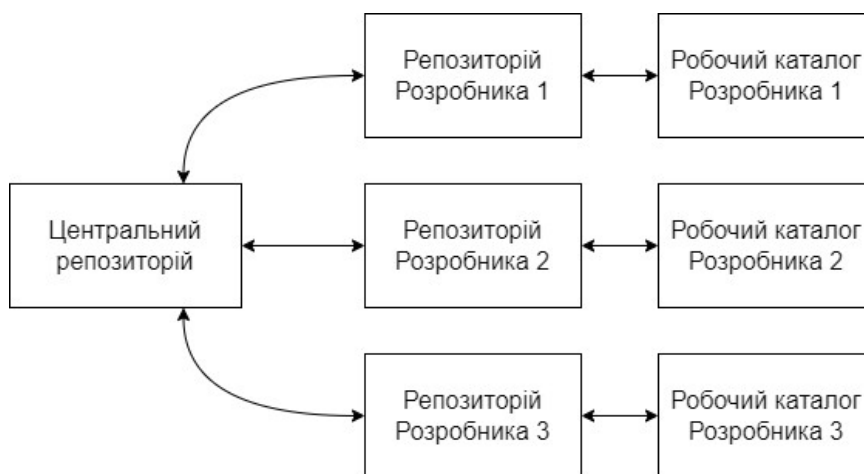 Репозиторій
Розробника 1
Робочий каталог
Розробника 1
Центральний
репозиторій
Репозиторій
Розробника 2
Робочий каталог
Розробника 2
Репозиторій
Розробника 3
Робочий каталог
Розробника 3